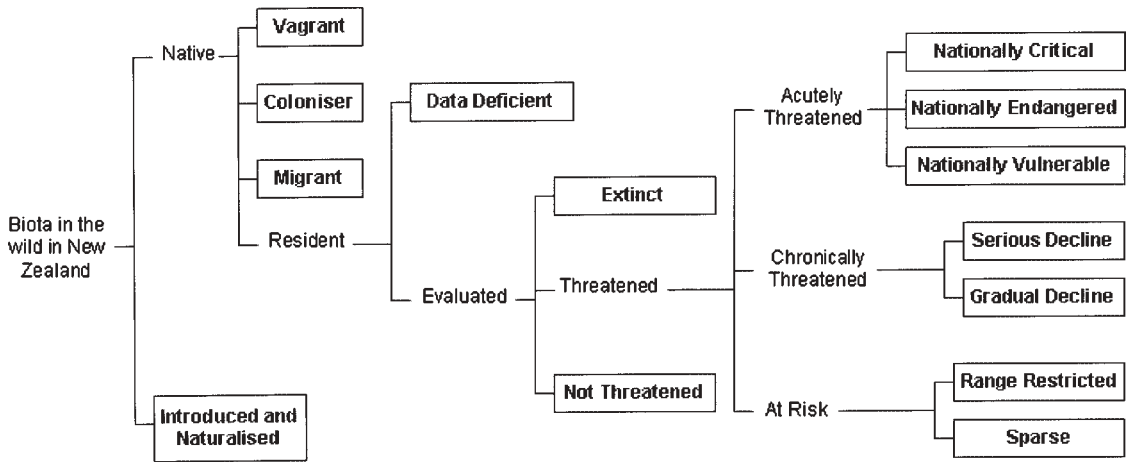 Vagrant
Native
Coloniser
Migrant
Resident
Biota in the
wild in New
Zealand
Introduced and
Naturalised
Data Deficient
Evaluated
Extinct
Threatened
Not Threatened
Acutely
Threatened
Nationally Critical
Nationally Endangered
Nationally Vulnerable
Chronically
Threatened
Serious Decline
Gradual Decline
At Risk
Range Restricted
Sparse